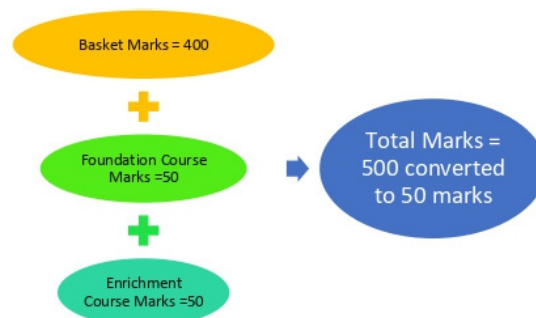 Basket Marks = 400
Foundation Course
Marks =50
Enrichment
Course Marks =50
Total Marks =
500 converted
to 50 marks